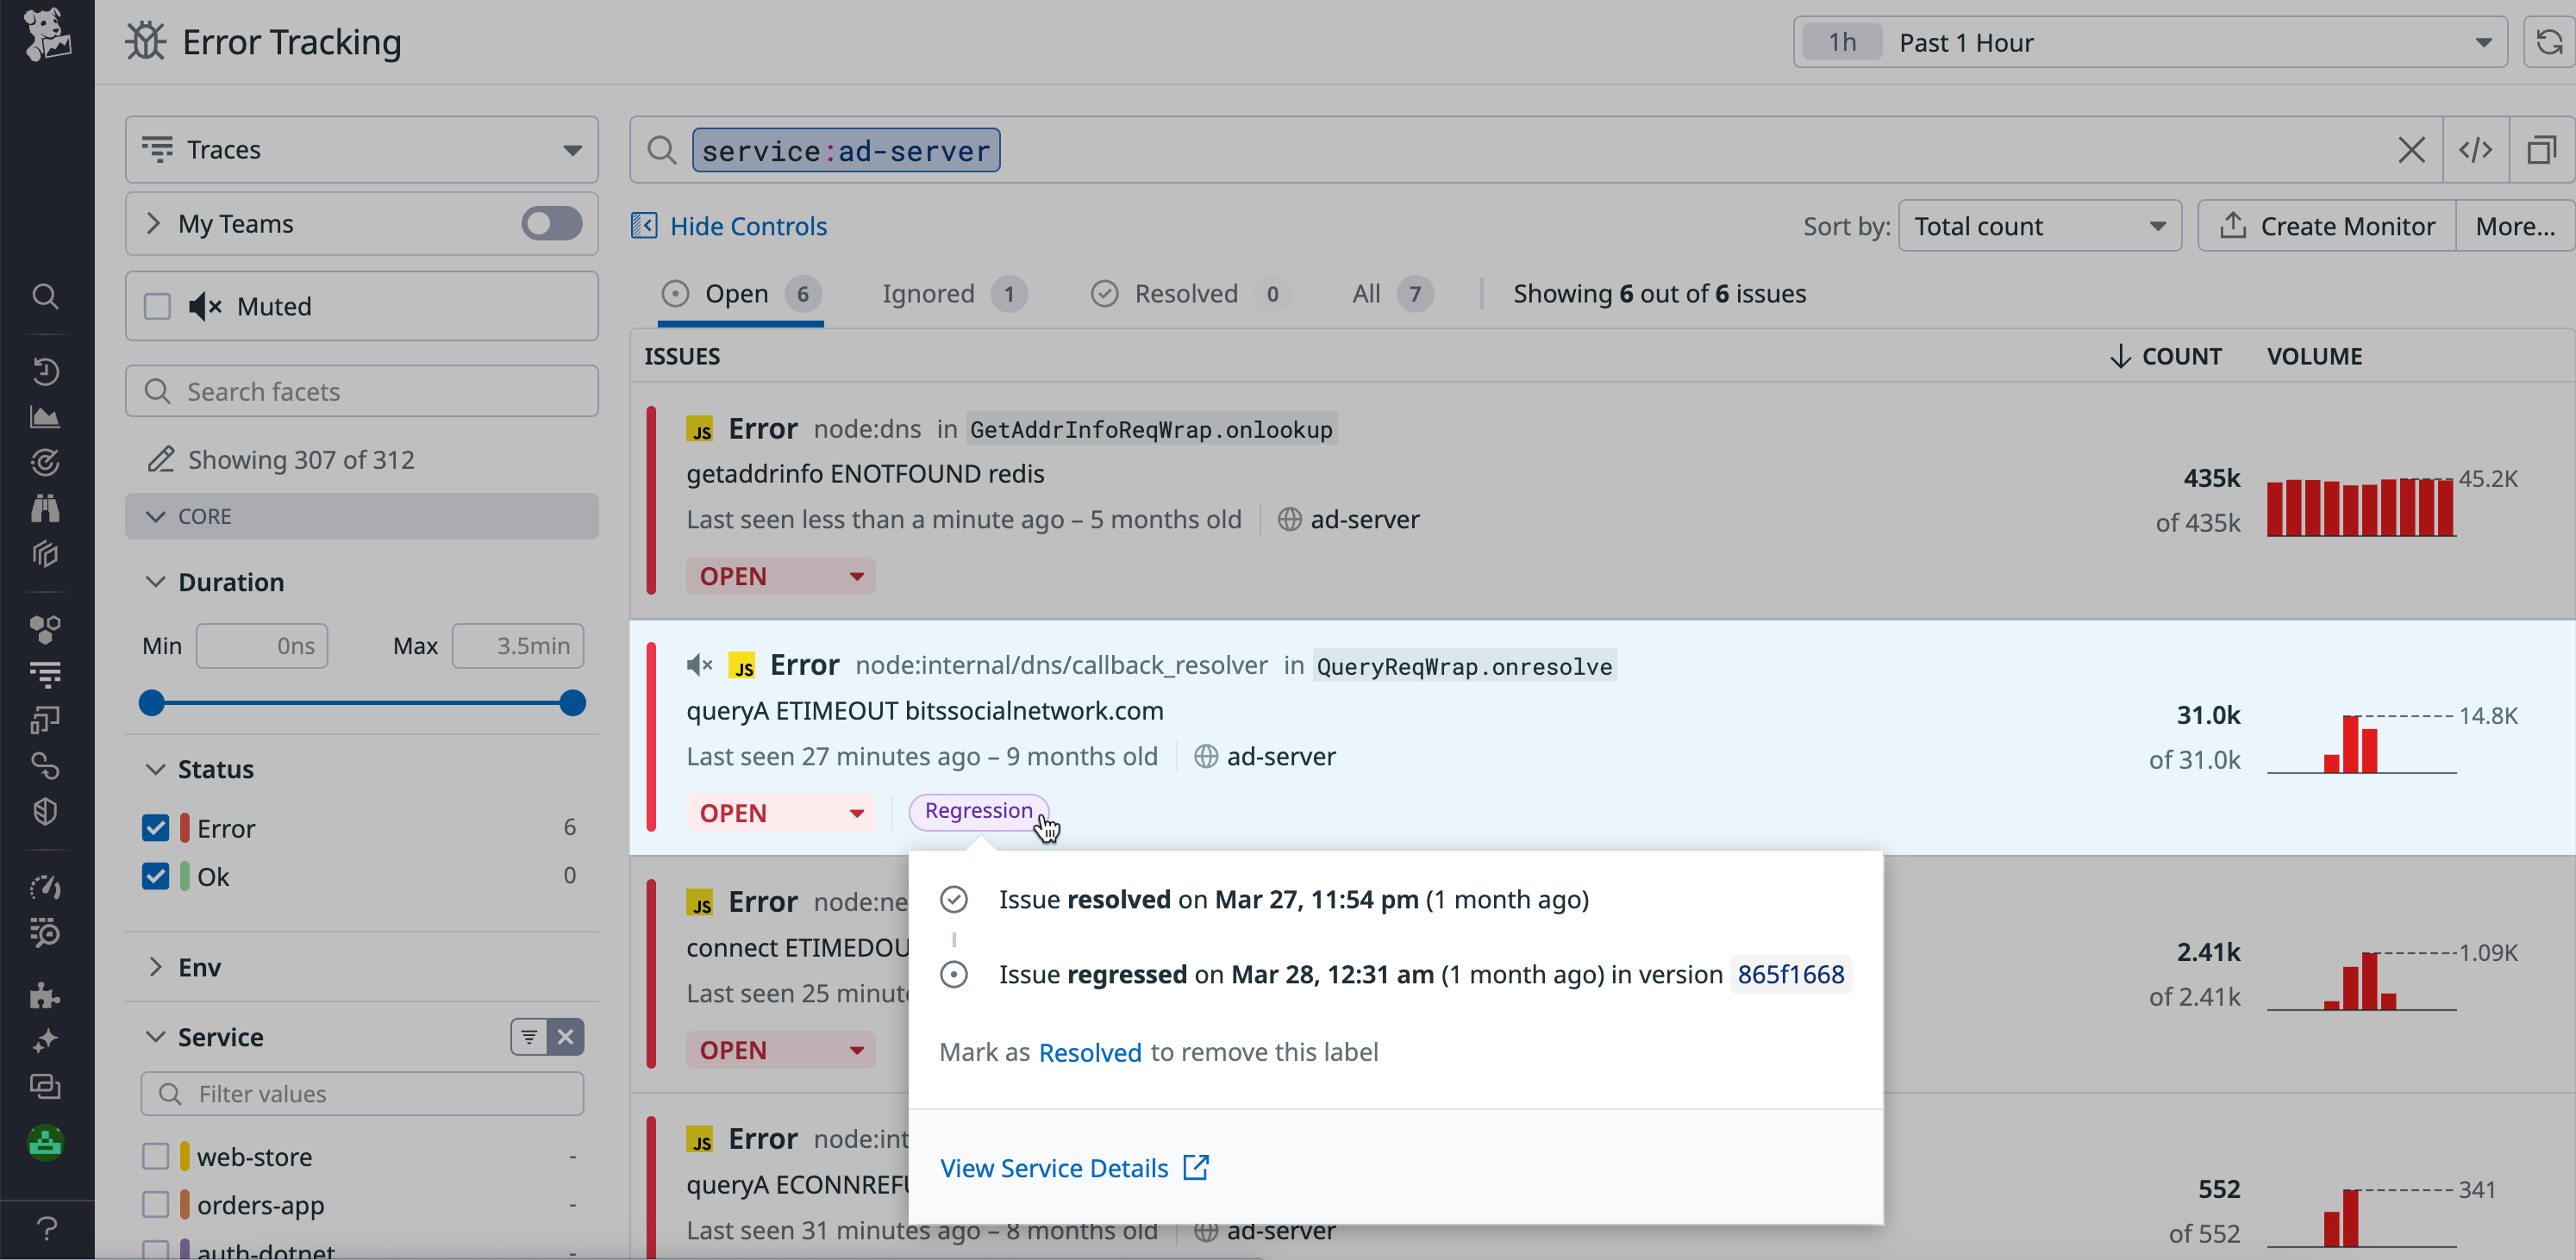 Error Tracking
1h Past 1 Hour
Traces
service:ad-server
</>
My Teams
Hide Controls
Sort by: Total count
Create Monitor
More...
Muted
Open 6
Ignored 1
Resolved 0
All 7
Showing 6 out of 6 issues
Search facets
ISSUES
COUNT
VOLUME
Showing 307 of 312
CORE
Duration
Min 0ns Max 3.5min
Status
Error 6
Ok 0
Env
Service
Filter values
web-store -
orders-app -
auth-dotnet -
JS Error node:dns in GetAddrInfoReqWrap.onlookup
getaddrinfo ENOTFOUND redis
Last seen less than a minute ago – 5 months old ad-server
OPEN
435k
of 435k
45.2K
JS Error node:internal/dns/callback_resolver in QueryReqWrap.onresolve
queryA ETIMEOUT bitssocialnetwork.com
Last seen 27 minutes ago – 9 months old ad-server
OPEN Regression
31.0k
of 31.0k
14.8K
Issue resolved on Mar 27, 11:54 pm (1 month ago)
Issue regressed on Mar 28, 12:31 am (1 month ago) in version 865f1668
Mark as Resolved to remove this label
View Service Details
JS Error node:ne
connect ETIMEDOU
Last seen 25 minut
OPEN
2.41k
of 2.41k
1.09K
JS Error node:int
queryA ECONNREFU
Last seen 31 minutes ago – 8 months old ad-server
552
of 552
341
?